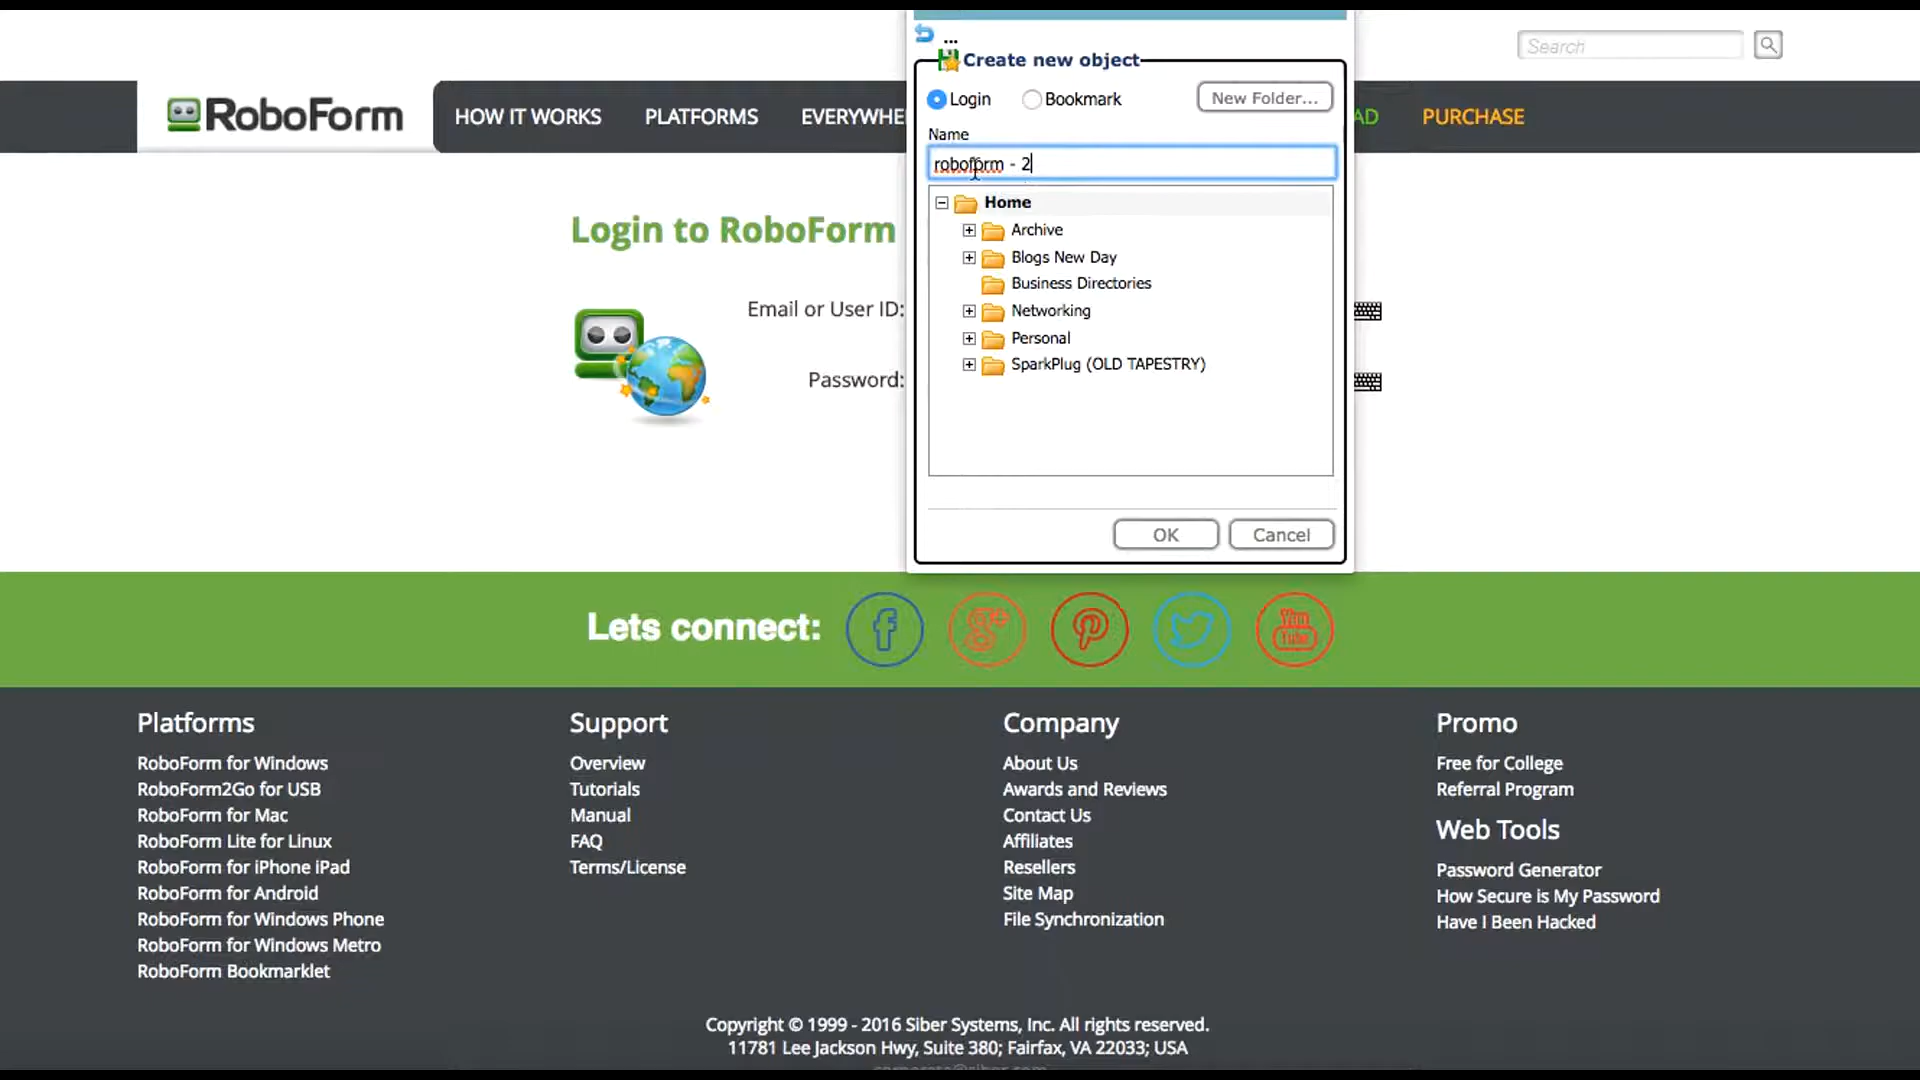 ...
Create new object
Search
Login
Bookmark
New Folder...
RoboForm
HOW IT WORKS
PLATFORMS
EVERYWHE
AD
PURCHASE
Name
roboform - 2
Home
Archive
Blogs New Day
Business Directories
Networking
Personal
SparkPlug (OLD TAPESTRY)
OK
Cancel
Login to RoboForm
Email or User ID:
Password:
Lets connect:
f
g+
You
Tube
Platforms
RoboForm for Windows
RoboForm2Go for USB
RoboForm for Mac
RoboForm Lite for Linux
RoboForm for iPhone iPad
RoboForm for Android
RoboForm for Windows Phone
RoboForm for Windows Metro
RoboForm Bookmarklet
Support
Overview
Tutorials
Manual
FAQ
Terms/License
Company
About Us
Awards and Reviews
Contact Us
Affiliates
Resellers
Site Map
File Synchronization
Promo
Free for College
Referral Program
Web Tools
Password Generator
How Secure is My Password
Have I Been Hacked
Copyright © 1999 - 2016 Siber Systems, Inc. All rights reserved.
11781 Lee Jackson Hwy, Suite 380; Fairfax, VA 22033; USA